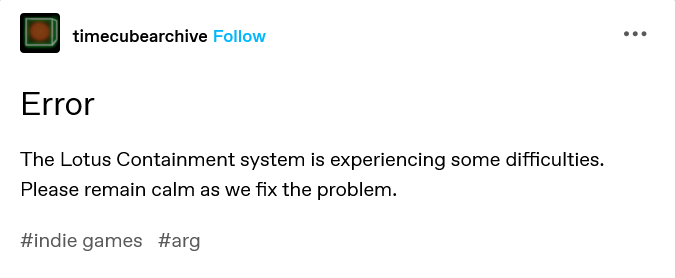 timecubearchive Follow
Error
The Lotus Containment system is experiencing some difficulties.
Please remain calm as we fix the problem.
#indie games #arg